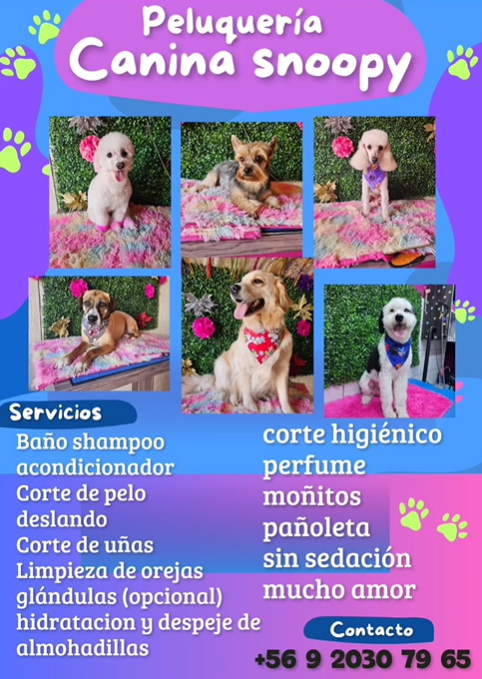 Peluquería
Canina snoopy
Servicios
Baño shampoo
acondicionador
Corte de pelo
deslando
Corte de uñas
Limpieza de orejas
glándulas (opcional)
hidratacion y despeje de
almohadillas
corte higiénico
perfume
moñitos
pañoleta
sin sedación
mucho amor
Contacto
+56 9 2030 79 65